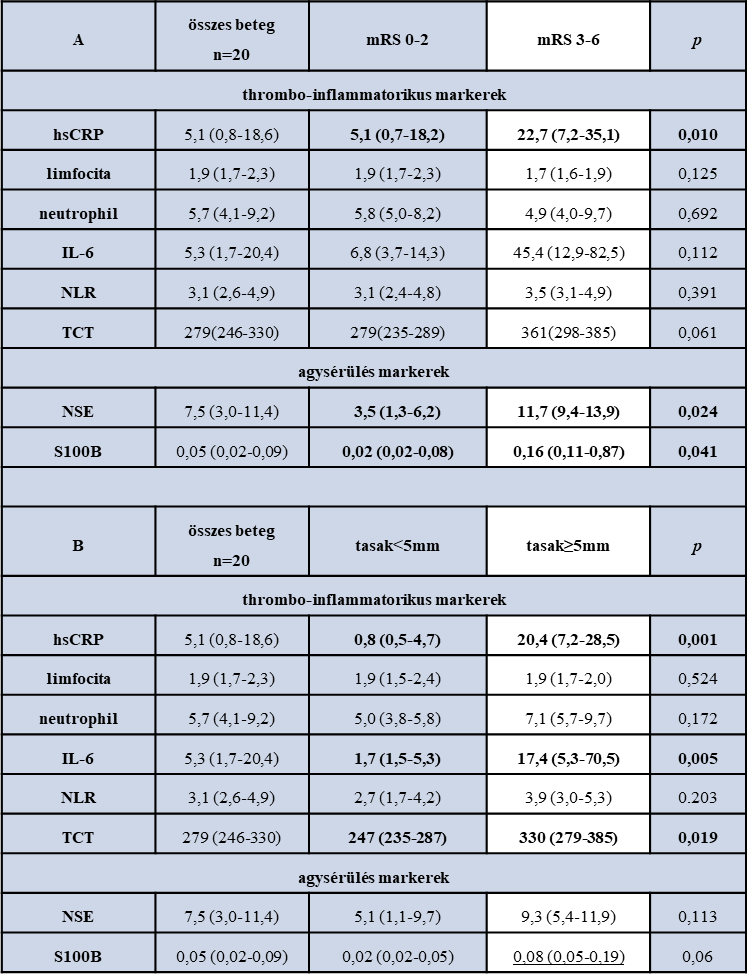 A összes beteg n=20 mRS 0-2 mRS 3-6 p
thrombo-inflammatorikus markerek
hsCRP 5,1 (0,8-18,6) 5,1 (0,7-18,2) 22,7 (7,2-35,1) 0,010
limfocita 1,9 (1,7-2,3) 1,9 (1,7-2,3) 1,7 (1,6-1,9) 0,125
neutrophil 5,7 (4,1-9,2) 5,8 (5,0-8,2) 4,9 (4,0-9,7) 0,692
IL-6 5,3 (1,7-20,4) 6,8 (3,7-14,3) 45,4 (12,9-82,5) 0,112
NLR 3,1 (2,6-4,9) 3,1 (2,4-4,8) 3,5 (3,1-4,9) 0,391
TCT 279(246-330) 279(235-289) 361(298-385) 0,061
agysérülés markerek
NSE 7,5 (3,0-11,4) 3,5 (1,3-6,2) 11,7 (9,4-13,9) 0,024
S100B 0,05 (0,02-0,09) 0,02 (0,02-0,08) 0,16 (0,11-0,87) 0,041
B összes beteg n=20 tasak<5mm tasak≥5mm p
thrombo-inflammatorikus markerek
hsCRP 5,1 (0,8-18,6) 0,8 (0,5-4,7) 20,4 (7,2-28,5) 0,001
limfocita 1,9 (1,7-2,3) 1,9 (1,5-2,4) 1,9 (1,7-2,0) 0,524
neutrophil 5,7 (4,1-9,2) 5,0 (3,8-5,8) 7,1 (5,7-9,7) 0,172
IL-6 5,3 (1,7-20,4) 1,7 (1,5-5,3) 17,4 (5,3-70,5) 0,005
NLR 3,1 (2,6-4,9) 2,7 (1,7-4,2) 3,9 (3,0-5,3) 0.203
TCT 279 (246-330) 247 (235-287) 330 (279-385) 0,019
agysérülés markerek
NSE 7,5 (3,0-11,4) 5,1 (1,1-9,7) 9,3 (5,4-11,9) 0,113
S100B 0,05 (0,02-0,09) 0,02 (0,02-0,05) 0,08 (0,05-0,19) 0,06